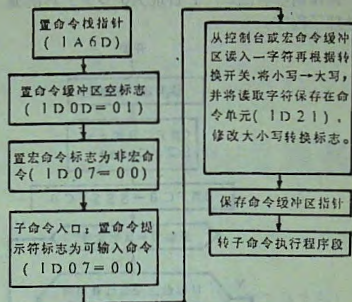 置命令栈指针
(1A6D)
置命令缓冲区空标志
(1D0D=01)
置宏命令标志为非宏命
令(1D07=00)
子命令入口；置命令提
示符标志为可输入命令
(1D07=00)
从控制台或宏命令缓冲
区读入一字符再根据转
换开关，将小写→大写，
并将读取字符保存在命
令单元(1D21)，
修改大小写转换标志。
保存命令缓冲区指针
转子命令执行程序段